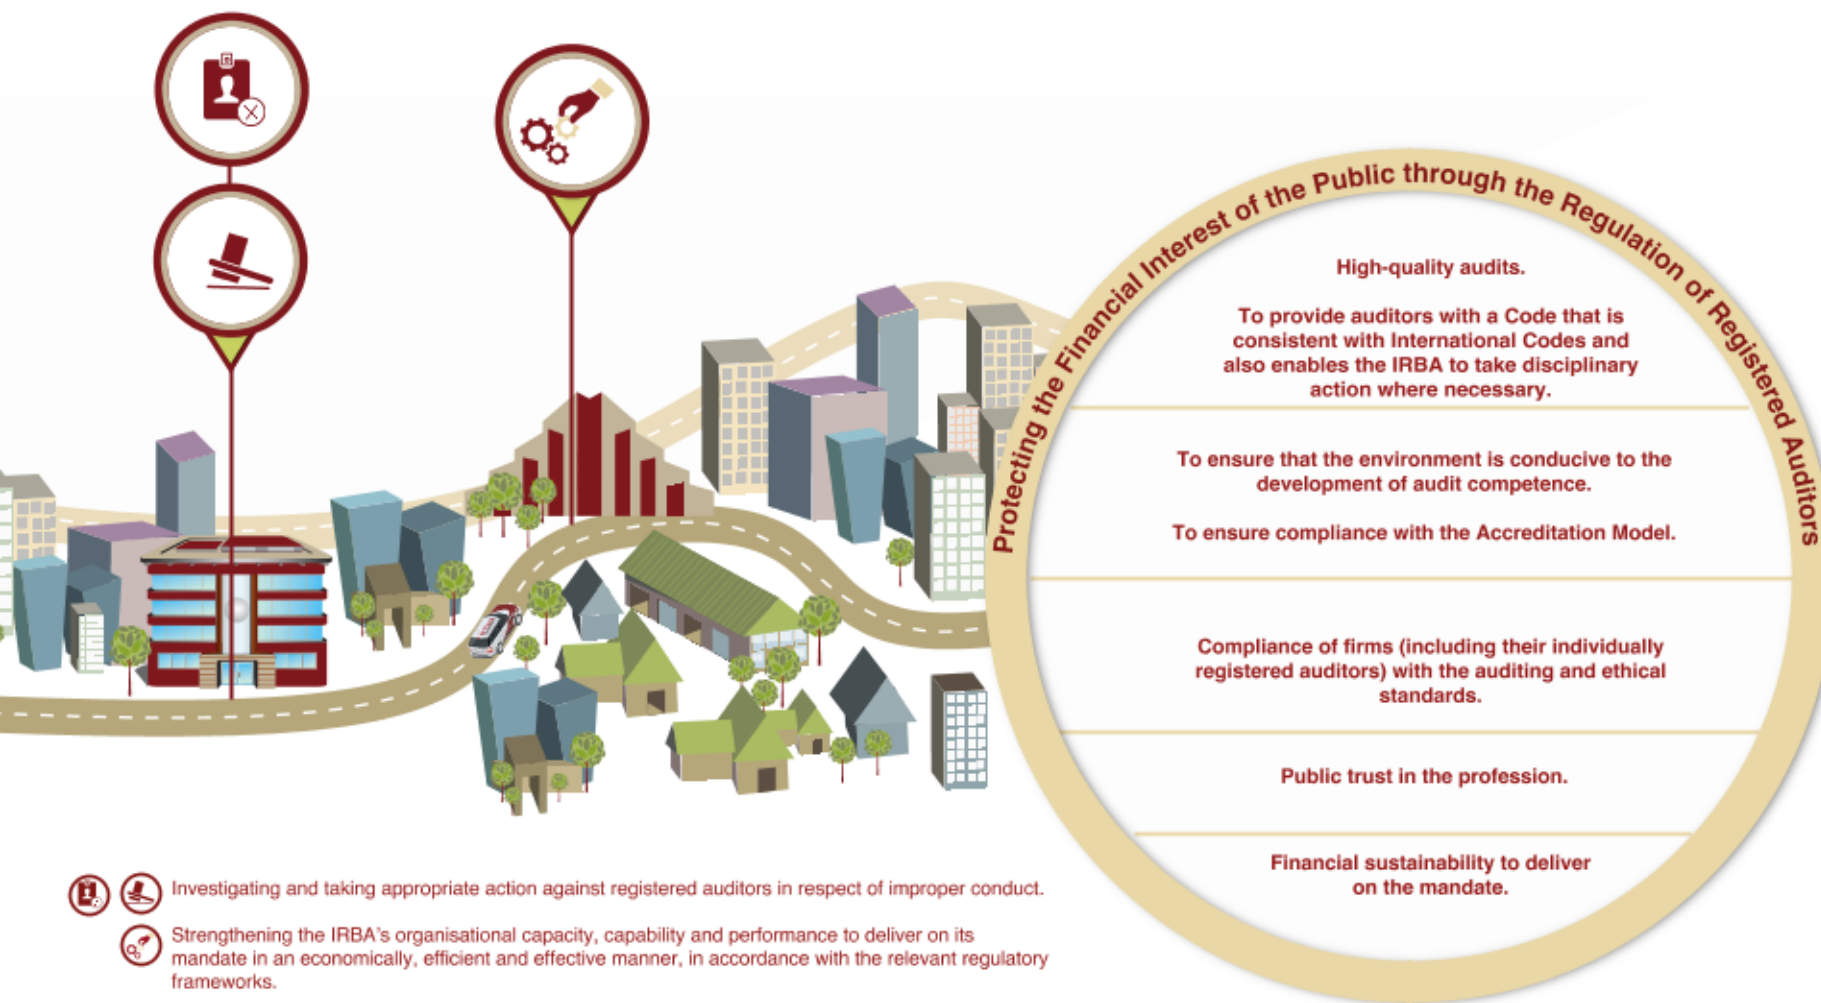 Protecting the Financial Interest of the Public through the Regulation of Registered Auditors
High-quality audits.
To provide auditors with a Code that is
consistent with International Codes and
also enables the IRBA to take disciplinary
action where necessary.
To ensure that the environment is conducive to the
development of audit competence.
To ensure compliance with the Accreditation Model.
Compliance of firms (including their individually
registered auditors) with the auditing and ethical
standards.
Public trust in the profession.
Financial sustainability to deliver
on the mandate.
Investigating and taking appropriate action against registered auditors in respect of improper conduct.
Strengthening the IRBA's organisational capacity, capability and performance to deliver on its
mandate in an economically, efficient and effective manner, in accordance with the relevant regulatory
frameworks.